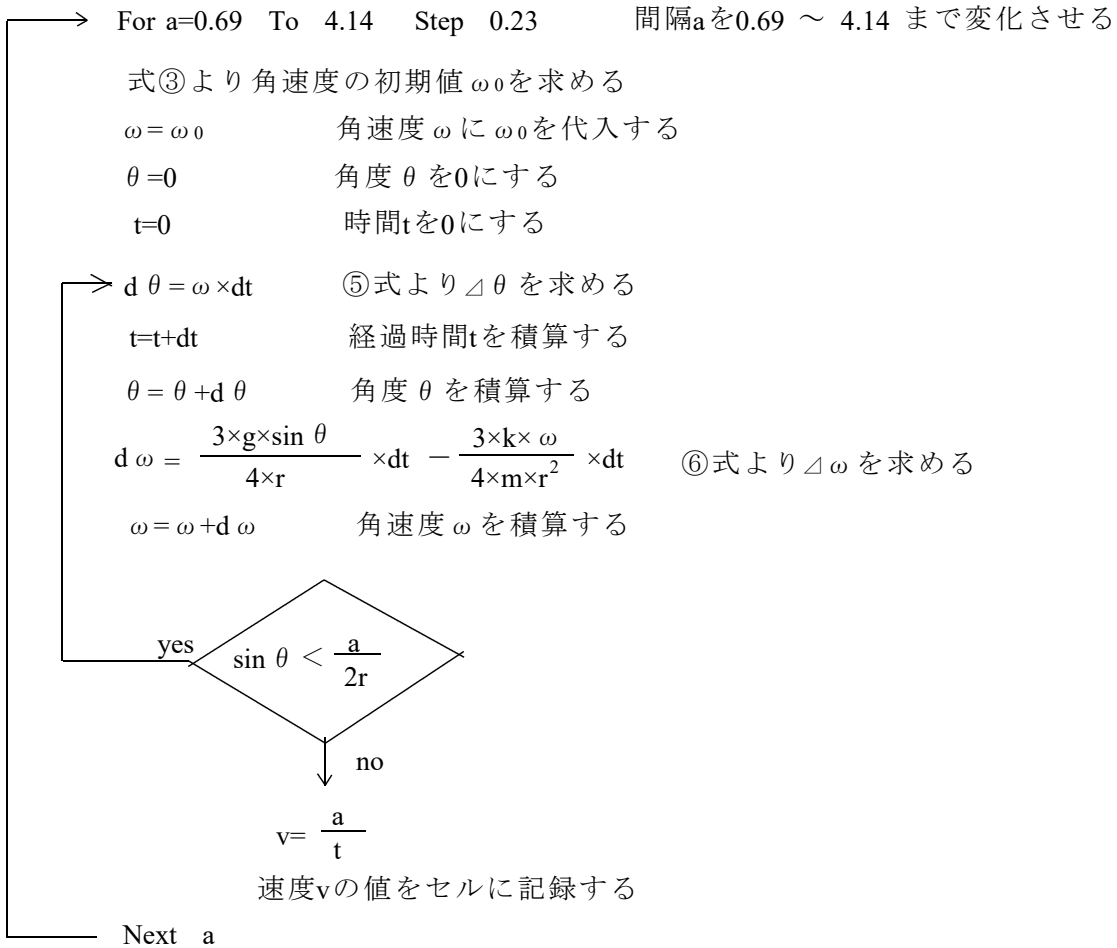 For a=0.69 To 4.14 Step 0.23 間隔aを0.69 ～ 4.14 まで変化させる
式③より角速度の初期値ω0を求める
ω=ω0 角速度ωにω0を代入する
θ=0 角度θを0にする
t=0 時間tを0にする
dθ=ω×dt ⑤式より⊿θを求める
t=t+dt 経過時間tを積算する
θ=θ+dθ 角度θを積算する
dω= 3×g×sinθ / 4×r ×dt － 3×k×ω / 4×m×r² ×dt ⑥式より⊿ωを求める
ω=ω+dω 角速度ωを積算する
yes
sinθ＜ a / 2r
no
v= a / t
速度vの値をセルに記録する
Next a